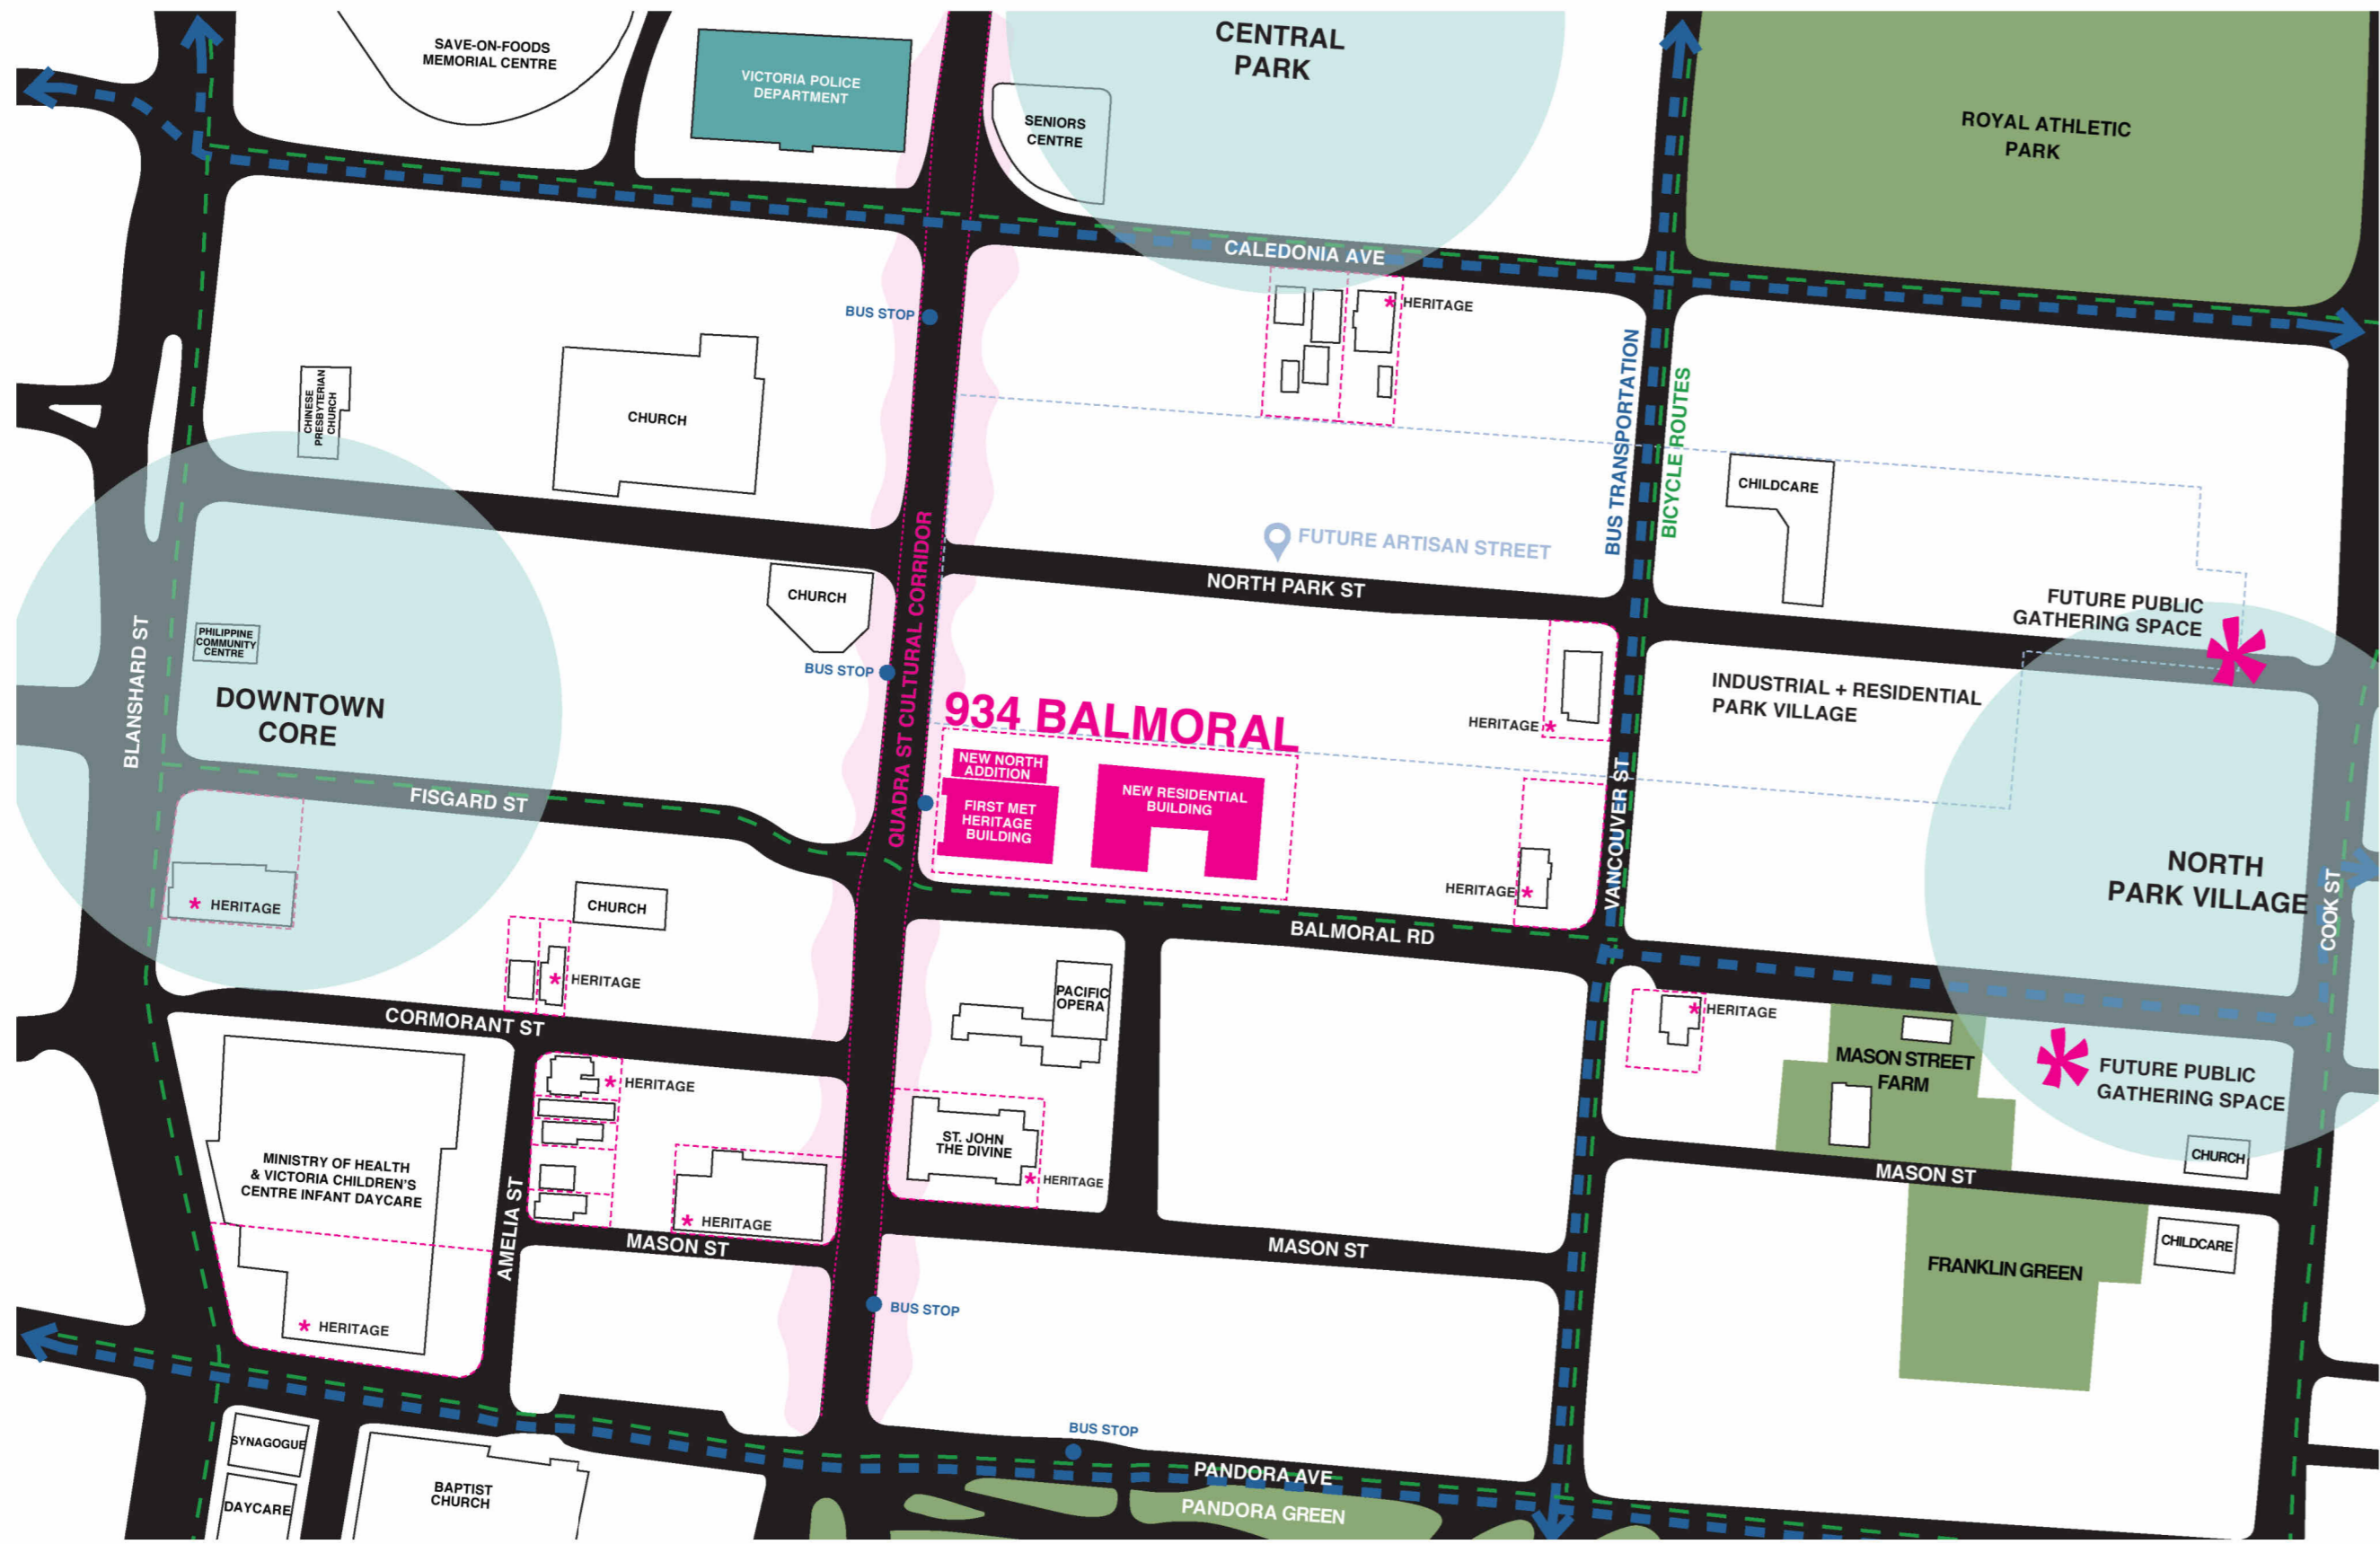 SAVE-ON-FOODS
MEMORIAL CENTRE
VICTORIA POLICE
DEPARTMENT
SENIORS
CENTRE
CENTRAL
PARK
ROYAL ATHLETIC
PARK
CALEDONIA AVE
HERITAGE
BUS STOP
CHINESE
PRESBYTERIAN
CHURCH
CHURCH
BUS TRANSPORTATION
BICYCLE ROUTES
CHILDCARE
FUTURE ARTISAN STREET
NORTH PARK ST
CHURCH
QUADRA ST CULTURAL CORRIDOR
BUS STOP
FUTURE PUBLIC
GATHERING SPACE
BLANSHARD ST
PHILIPPINE
COMMUNITY
CENTRE
DOWNTOWN
CORE
934 BALMORAL
HERITAGE
INDUSTRIAL + RESIDENTIAL
PARK VILLAGE
NEW NORTH
ADDITION
FIRST MET
HERITAGE
BUILDING
NEW RESIDENTIAL
BUILDING
VANCOUVER ST
FISGARD ST
HERITAGE
NORTH
PARK VILLAGE
COOK ST
HERITAGE
CHURCH
BALMORAL RD
HERITAGE
CORMORANT ST
PACIFIC
OPERA
HERITAGE
MASON STREET
FARM
FUTURE PUBLIC
GATHERING SPACE
HERITAGE
ST. JOHN
THE DIVINE
HERITAGE
MINISTRY OF HEALTH
& VICTORIA CHILDREN'S
CENTRE INFANT DAYCARE
AMELIA ST
HERITAGE
MASON ST
MASON ST
MASON ST
CHURCH
CHILDCARE
FRANKLIN GREEN
HERITAGE
BUS STOP
BUS STOP
SYNAGOGUE
DAYCARE
BAPTIST
CHURCH
PANDORA AVE
PANDORA GREEN